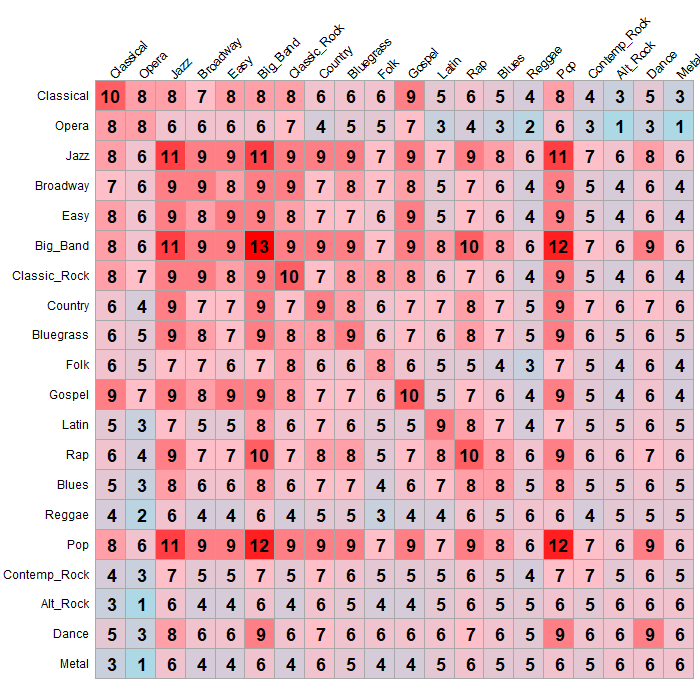 Classical Opera Jazz Broadway Easy Big_Band Classic_Rock Country Bluegrass Folk Gospel Latin Rap Blues Reggae Pop Contemp_Rock Alt_Rock Dance Metal
Classical 10 8 8 7 8 8 8 6 6 6 9 5 6 5 4 8 4 3 5 3
Opera 8 8 6 6 6 6 7 4 5 5 7 3 4 3 2 6 3 1 3 1
Jazz 8 6 11 9 9 11 9 9 9 7 9 7 9 8 6 11 7 6 8 6
Broadway 7 6 9 9 8 9 9 7 8 7 8 5 7 6 4 9 5 4 6 4
Easy 8 6 9 8 9 9 8 7 7 6 9 5 7 6 4 9 5 4 6 4
Big_Band 8 6 11 9 9 13 9 9 9 7 9 8 10 8 6 12 7 6 9 6
Classic_Rock 8 7 9 9 8 9 10 7 8 8 8 6 7 6 4 9 5 4 6 4
Country 6 4 9 7 7 9 7 9 8 6 7 7 8 7 5 9 7 6 7 6
Bluegrass 6 5 9 8 7 9 8 8 9 6 7 6 8 7 5 9 6 5 6 5
Folk 6 5 7 7 6 7 8 6 6 8 6 5 5 4 3 7 5 4 6 4
Gospel 9 7 9 8 9 9 8 7 7 6 10 5 7 6 4 9 5 4 6 4
Latin 5 3 7 5 5 8 6 7 6 5 5 9 8 7 4 7 5 5 6 5
Rap 6 4 9 7 7 10 7 8 8 5 7 8 10 8 6 9 6 6 7 6
Blues 5 3 8 6 6 8 6 7 7 4 6 7 8 8 5 8 5 5 6 5
Reggae 4 2 6 4 4 6 4 5 5 3 4 4 6 5 6 6 4 5 5 5
Pop 8 6 11 9 9 12 9 9 9 7 9 7 9 8 6 12 7 6 9 6
Contemp_Rock 4 3 7 5 5 7 5 7 6 5 5 5 6 5 4 7 7 5 6 5
Alt_Rock 3 1 6 4 4 6 4 6 5 4 4 5 6 5 5 6 5 6 6 6
Dance 5 3 8 6 6 9 6 7 6 6 6 6 7 6 5 9 6 6 9 6
Metal 3 1 6 4 4 6 4 6 5 4 4 5 6 5 5 6 5 6 6 6